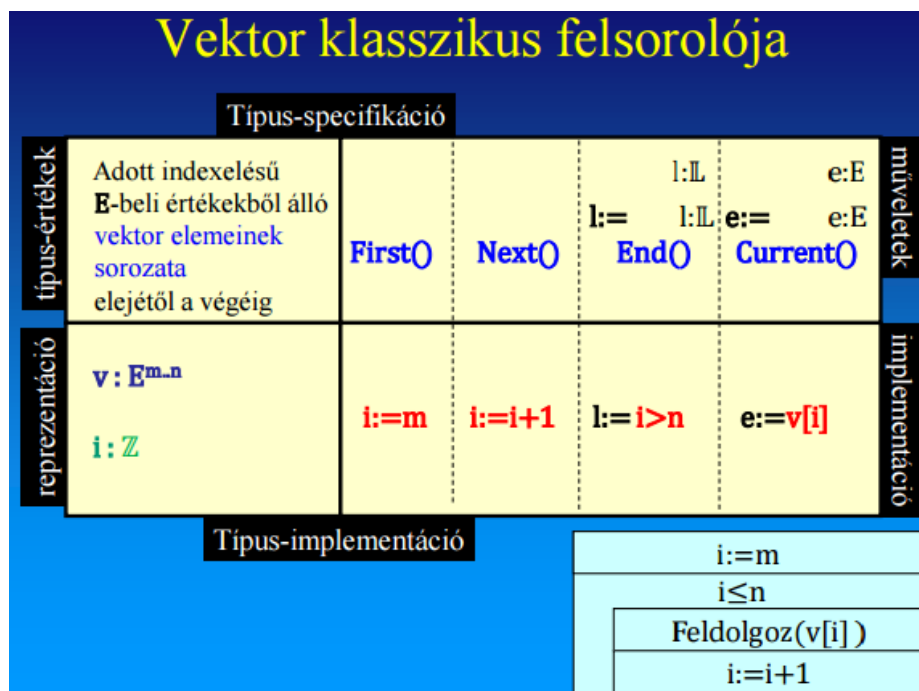 Vektor klasszikus felsorolója
Típus-specifikáció
típus-értékek
Adott indexelésű
E-beli értékekből álló
vektor elemeinek
sorozata
elejétől a végéig
First()
Next()
l:𝕃
l:= l:𝕃
End()
e:E
e:= e:E
Current()
műveletek
reprezentáció
v : Eᵐ··ⁿ
i : ℤ
i:=m
i:=i+1
l:= i>n
e:=v[i]
implementáció
Típus-implementáció
i:=m
i≤n
Feldolgoz(v[i])
i:=i+1